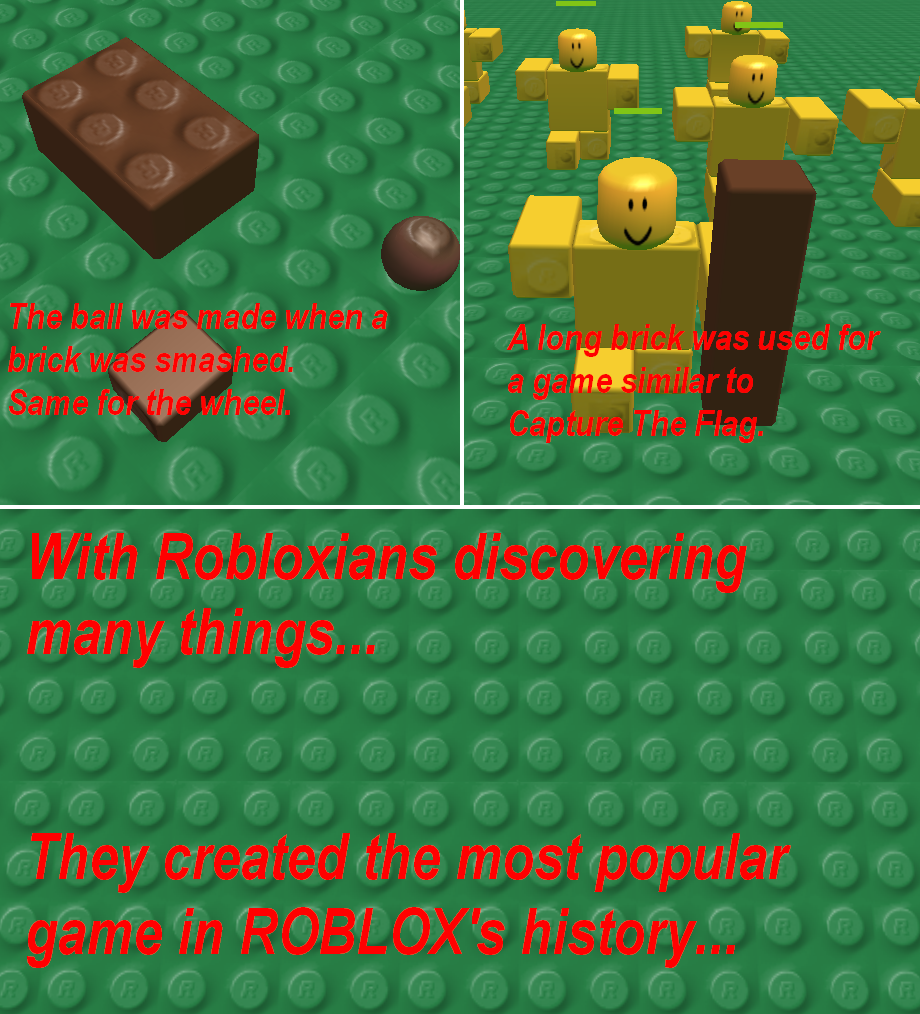 The ball was made when a
brick was smashed.
Same for the wheel.
A long brick was used for
a game similar to
Capture The Flag.
With Robloxians discovering
many things...
They created the most popular
game in ROBLOX's history...